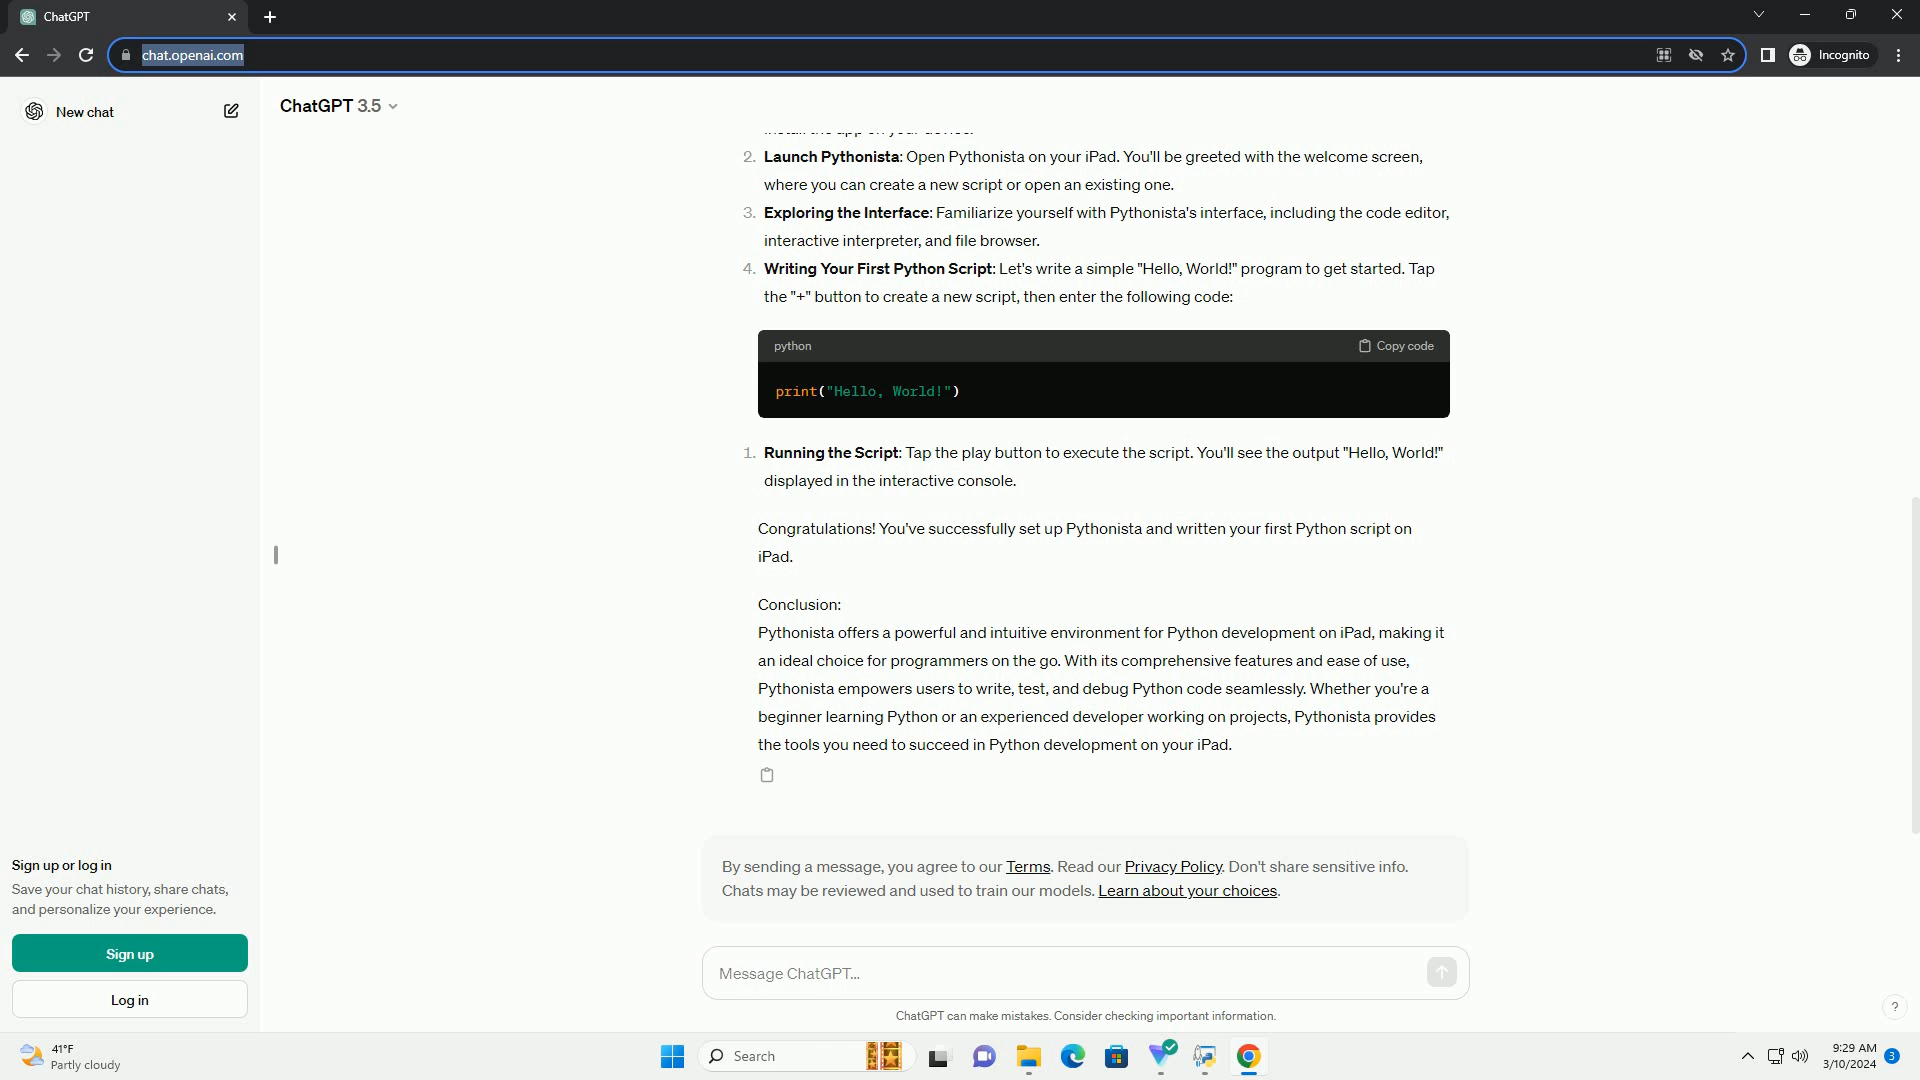 ChatGPT
chat.openai.com
Incognito
New chat
ChatGPT 3.5
2. Launch Pythonista: Open Pythonista on your iPad. You'll be greeted with the welcome screen,
where you can create a new script or open an existing one.
3. Exploring the Interface: Familiarize yourself with Pythonista's interface, including the code editor,
interactive interpreter, and file browser.
4. Writing Your First Python Script: Let's write a simple "Hello, World!" program to get started. Tap
the "+" button to create a new script, then enter the following code:
python
Copy code
print("Hello, World!")
1. Running the Script: Tap the play button to execute the script. You'll see the output "Hello, World!"
displayed in the interactive console.
Congratulations! You've successfully set up Pythonista and written your first Python script on
iPad.
Conclusion:
Pythonista offers a powerful and intuitive environment for Python development on iPad, making it
an ideal choice for programmers on the go. With its comprehensive features and ease of use,
Pythonista empowers users to write, test, and debug Python code seamlessly. Whether you're a
beginner learning Python or an experienced developer working on projects, Pythonista provides
the tools you need to succeed in Python development on your iPad.
Sign up or log in
Save your chat history, share chats,
and personalize your experience.
Sign up
Log in
By sending a message, you agree to our Terms. Read our Privacy Policy. Don't share sensitive info.
Chats may be reviewed and used to train our models. Learn about your choices.
Message ChatGPT...
ChatGPT can make mistakes. Consider checking important information.
?
41°F
Partly cloudy
Search
9:29 AM
3/10/2024
3